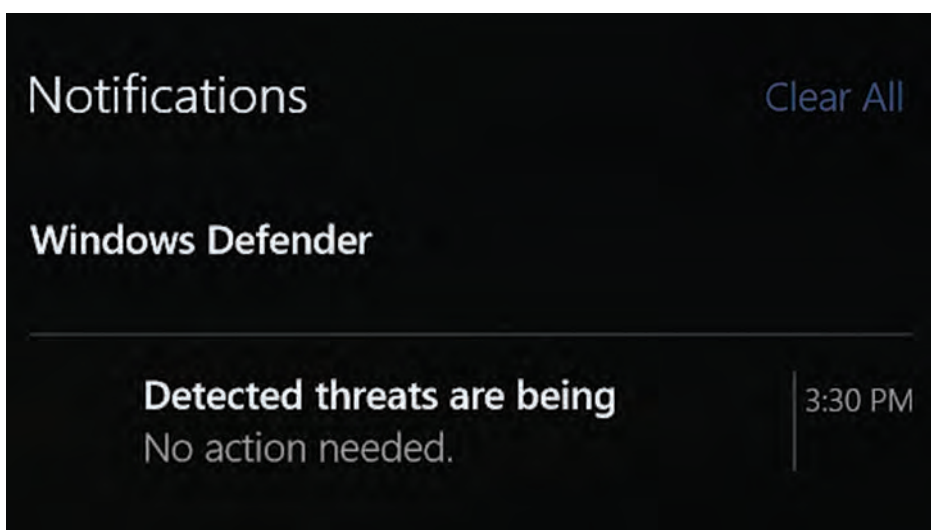 Notifications
Clear All
Windows Defender
Detected threats are being
3:30 PM
No action needed.